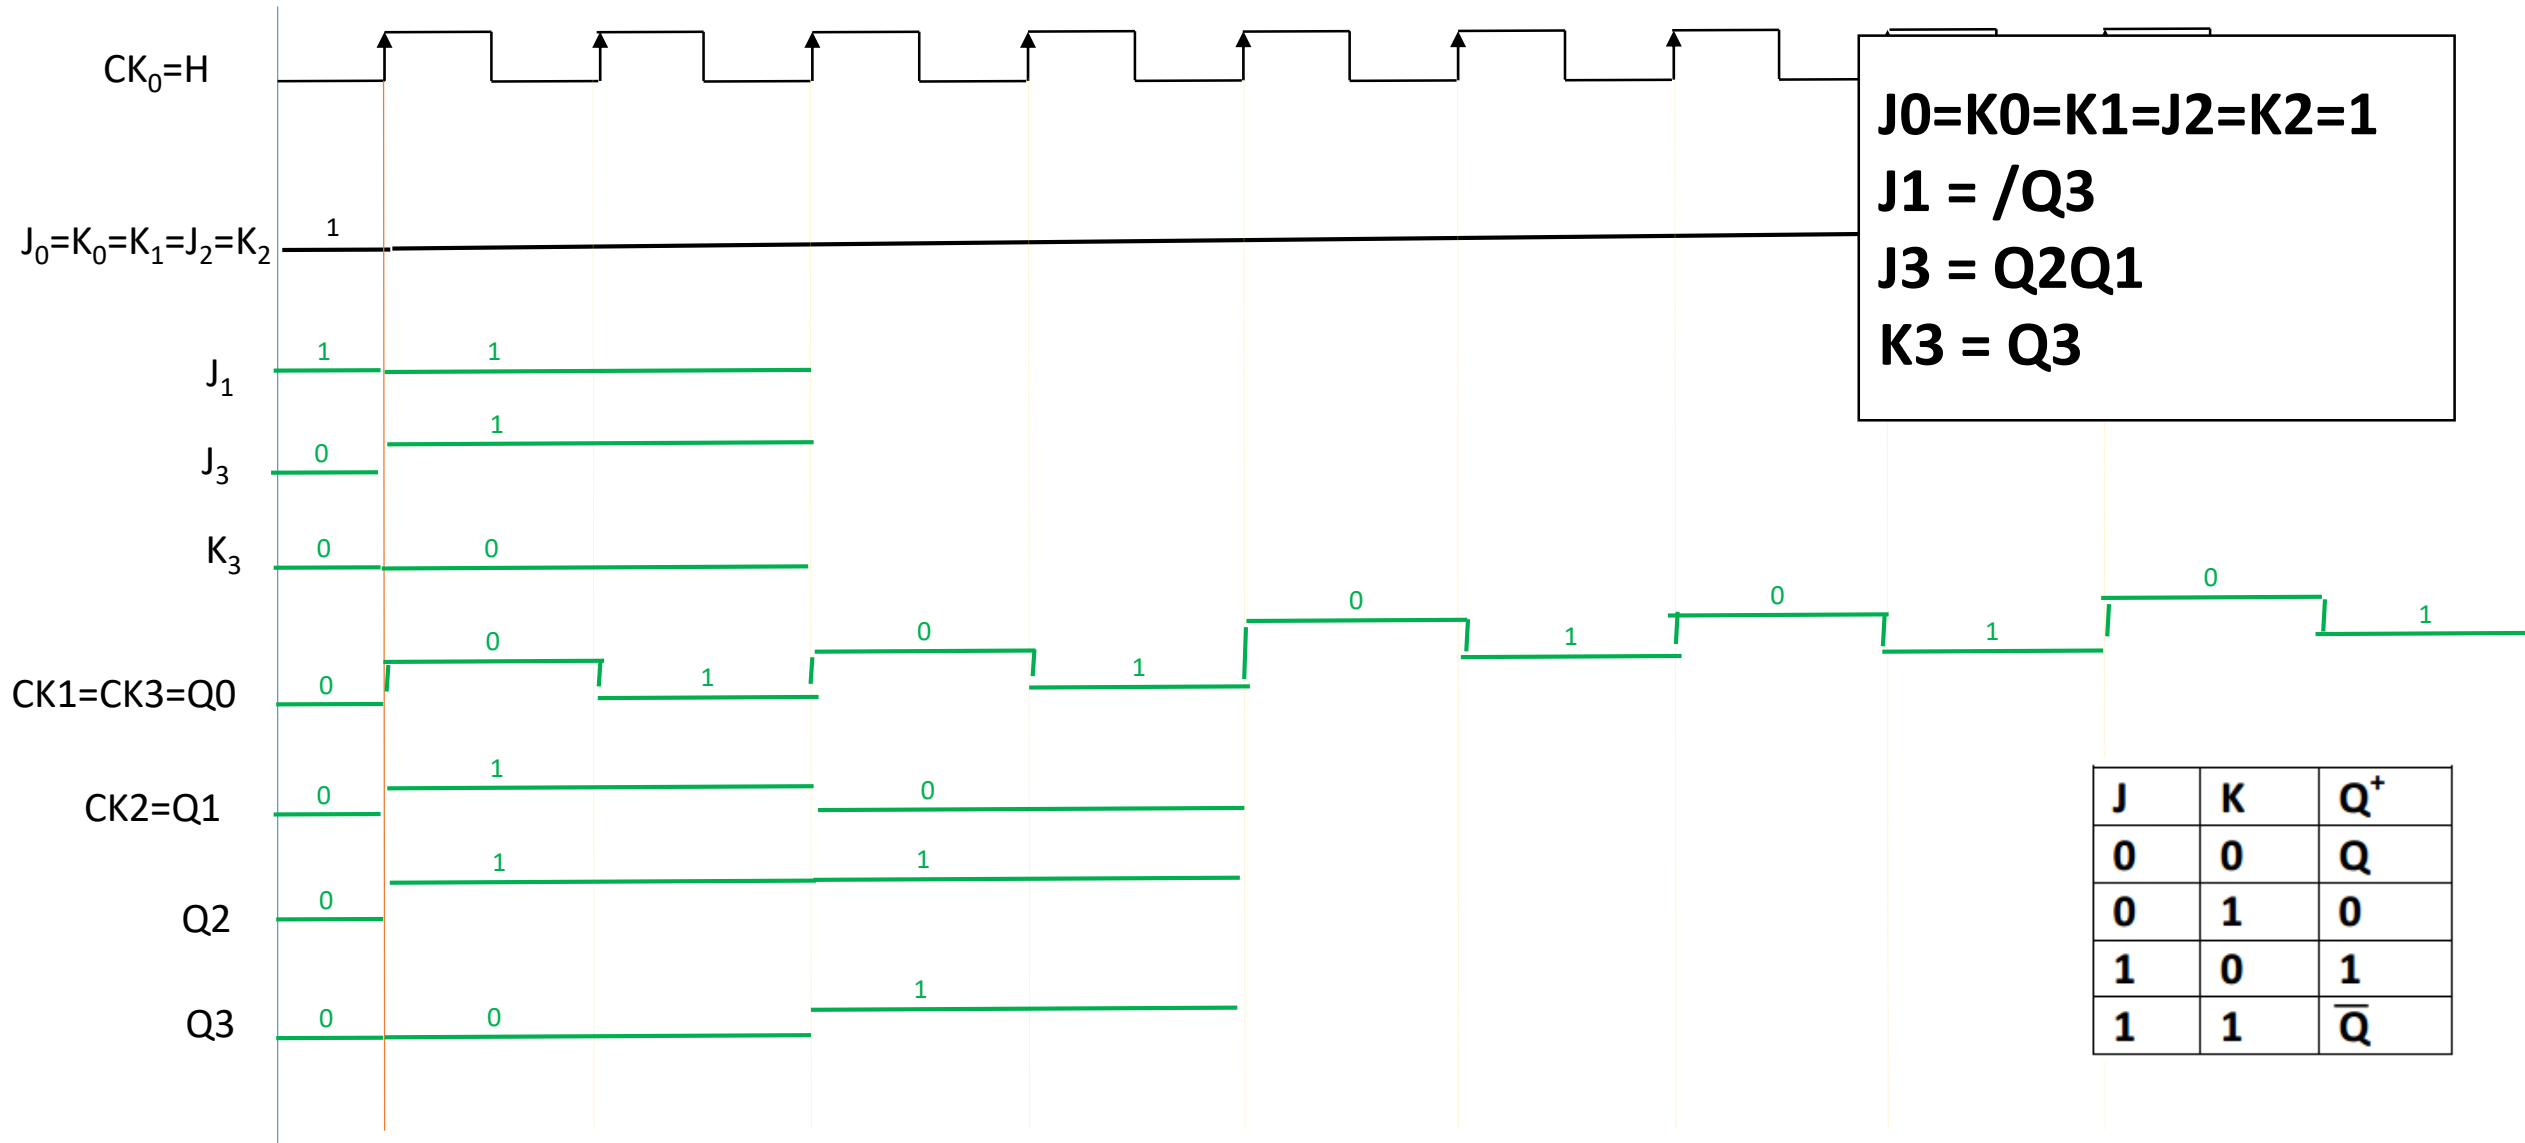 CK0=H
J0=K0=K1=J2=K2=1
J1 = /Q3
J3 = Q2Q1
K3 = Q3
J0=K0=K1=J2=K2 1
J1 1 1
J3 0 1
K3 0 0
CK1=CK3=Q0 0 0 1 0 1 0 1 0 1 0 1
CK2=Q1 0 1 0
Q2 0 1 1
Q3 0 0 1
J K Q+
0 0 Q
0 1 0
1 0 1
1 1 Q̅